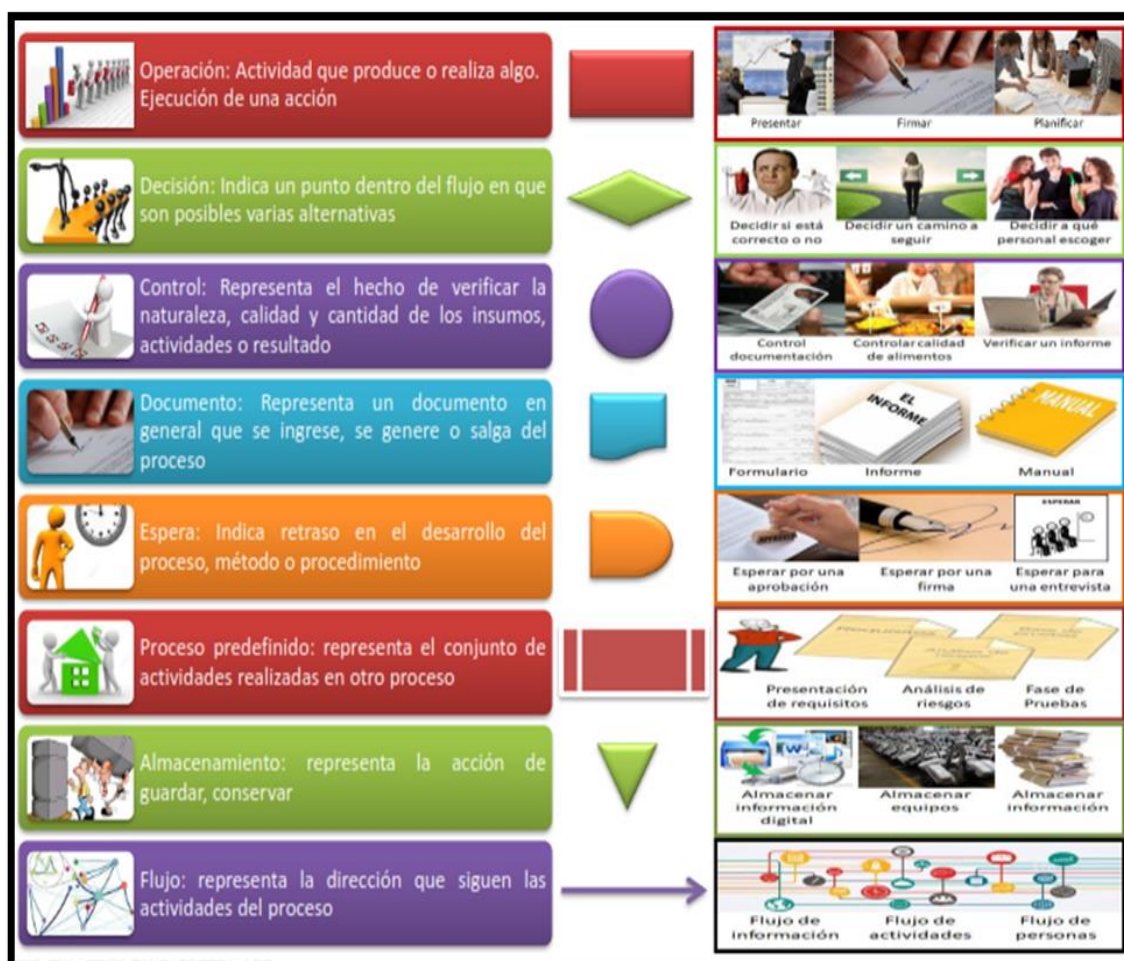 Operación: Actividad que produce o realiza algo.
Ejecución de una acción
Presentar
Firmar
Planificar
Decisión: Indica un punto dentro del flujo en que
son posibles varias alternativas
Decidir si está
correcto o no
Decidir un camino a
seguir
Decidir a qué
personal escoger
Control: Representa el hecho de verificar la
naturaleza, calidad y cantidad de los insumos,
actividades o resultado
Control
documentación
Controlar calidad
de alimentos
Verificar un informe
Documento: Representa un documento en
general que se ingrese, se genere o salga del
proceso
EL
INFORME
MANUAL
Formulario
Informe
Manual
Espera: Indica retraso en el desarrollo del
proceso, método o procedimiento
ESPERAR
Esperar por una
aprobación
Esperar por una
firma
Esperar para
una entrevista
Proceso predefinido: representa el conjunto de
actividades realizadas en otro proceso
Presentación
de requisitos
Análisis de
riesgos
Fase de
Pruebas
Almacenamiento: representa la acción de
guardar, conservar
Almacenar
información
digital
Almacenar
equipos
Almacenar
información
Flujo: representa la dirección que siguen las
actividades del proceso
Flujo de
información
Flujo de
actividades
Flujo de
personas